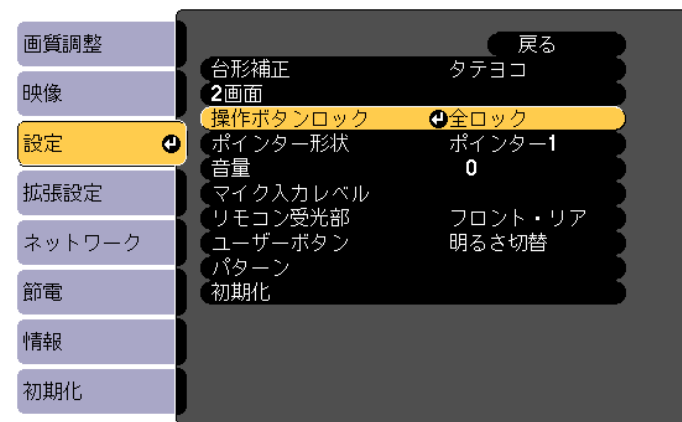 画質調整
映像
設定
拡張設定
ネットワーク
節電
情報
初期化
戻る
台形補正 タテヨコ
2画面
操作ボタンロック 全ロック
ポインター形状 ポインター1
音量 0
マイク入力レベル
リモコン受光部 フロント・リア
ユーザーボタン 明るさ切替
パターン
初期化